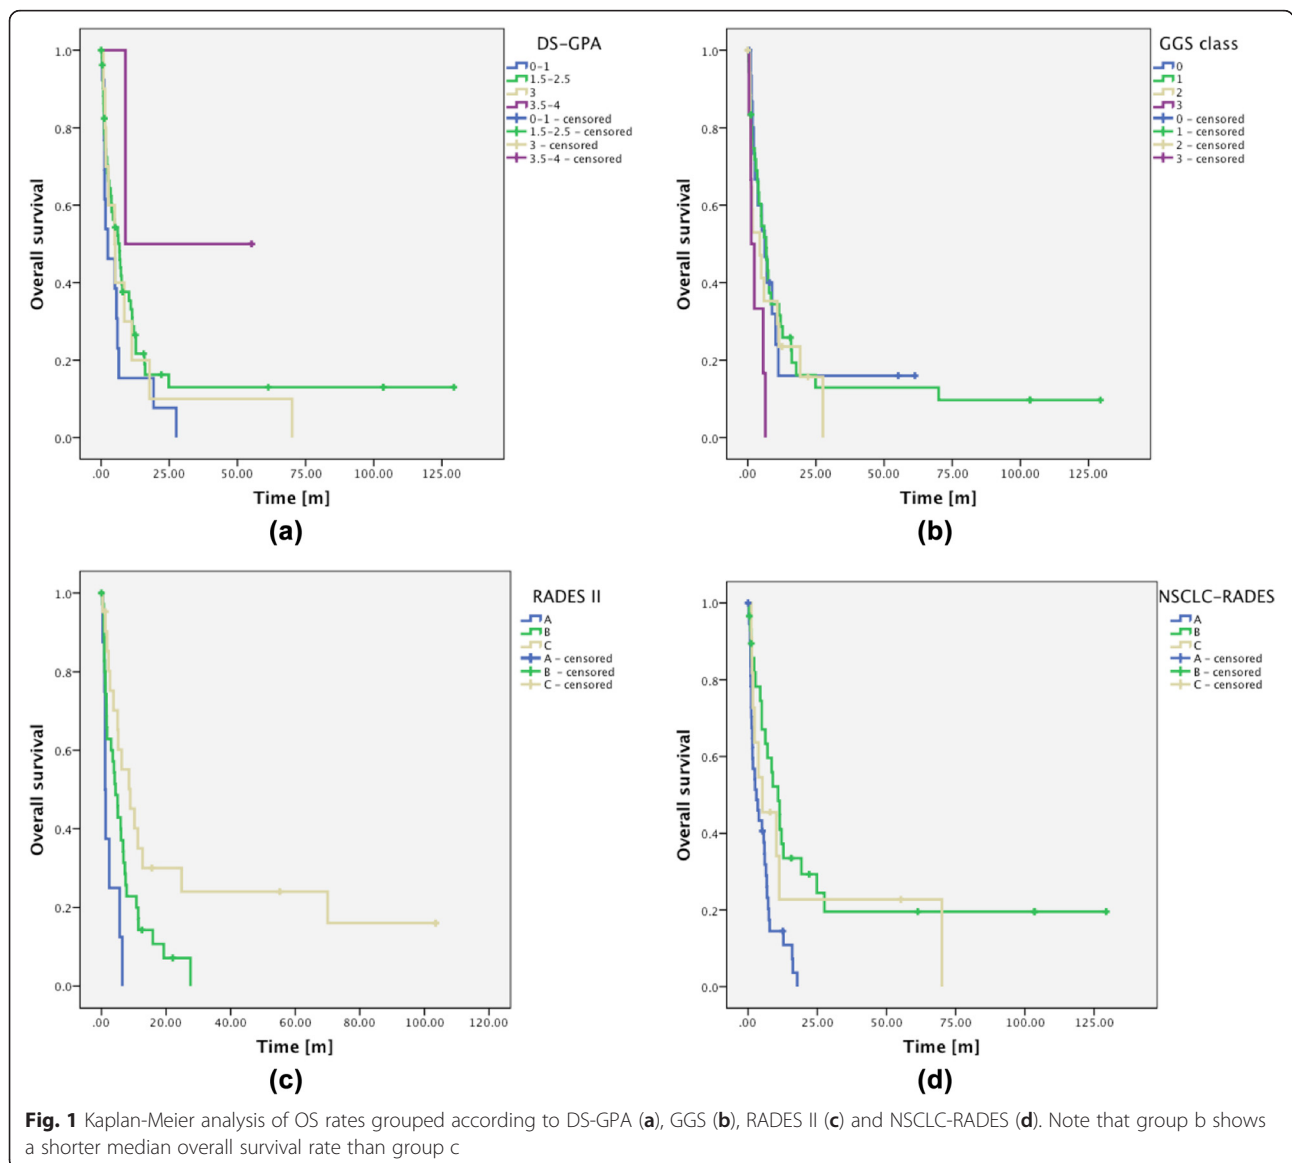 DS-GPA
0-1
1.5-2.5
3
3.5-4
0-1 - censored
1.5-2.5 - censored
3 - censored
3.5-4 - censored
Overall survival
1.0
0.8
0.6
0.4
0.2
0.0
.00 25.00 50.00 75.00 100.00 125.00
Time [m]
(a)
GGS class
0
1
2
3
0 - censored
1 - censored
2 - censored
3 - censored
Overall survival
1.0
0.8
0.6
0.4
0.2
0.0
.00 25.00 50.00 75.00 100.00 125.00
Time [m]
(b)
RADES II
A
B
C
A - censored
B - censored
C - censored
Overall survival
1.0
0.8
0.6
0.4
0.2
0.0
.00 20.00 40.00 60.00 80.00 100.00 120.00
Time [m]
(c)
NSCLC-RADES
A
B
C
A - censored
B - censored
C - censored
Overall survival
1.0
0.8
0.6
0.4
0.2
0.0
.00 25.00 50.00 75.00 100.00 125.00
Time [m]
(d)
Fig. 1 Kaplan-Meier analysis of OS rates grouped according to DS-GPA (a), GGS (b), RADES II (c) and NSCLC-RADES (d). Note that group b shows
a shorter median overall survival rate than group c